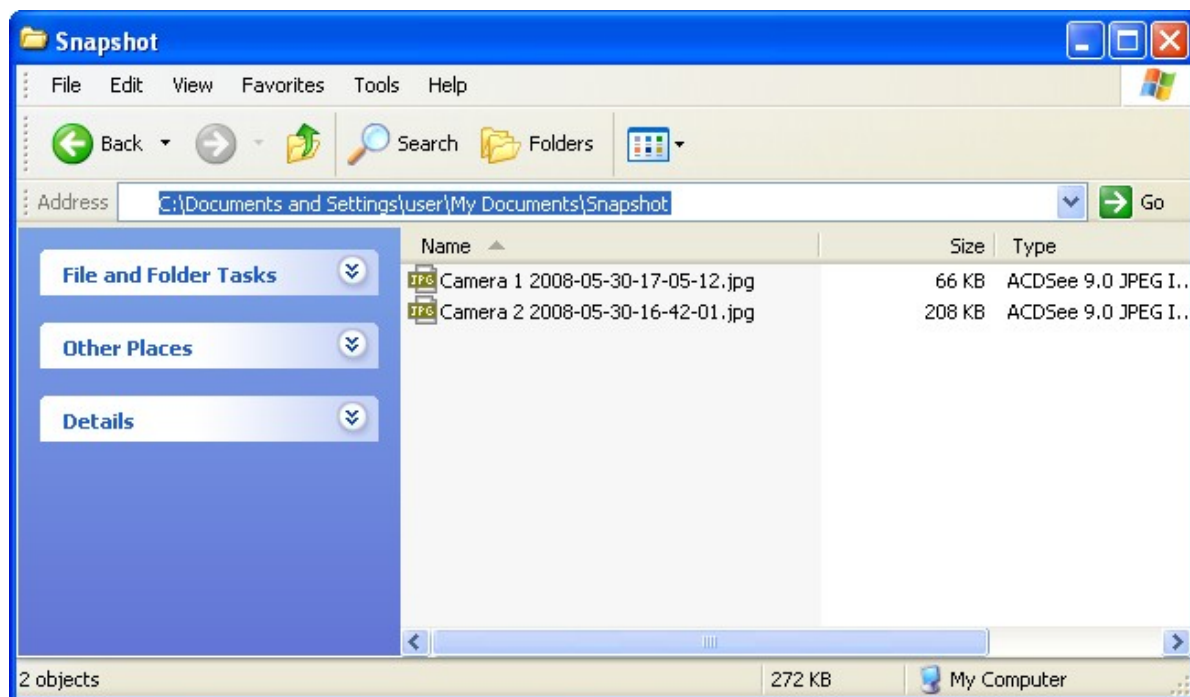 Snapshot
File Edit View Favorites Tools Help
Back Search Folders
Address C:\Documents and Settings\user\My Documents\Snapshot Go
File and Folder Tasks
Other Places
Details
Name Size Type
JPG Camera 1 2008-05-30-17-05-12.jpg 66 KB ACDSee 9.0 JPEG I...
JPG Camera 2 2008-05-30-16-42-01.jpg 208 KB ACDSee 9.0 JPEG I...
2 objects 272 KB My Computer